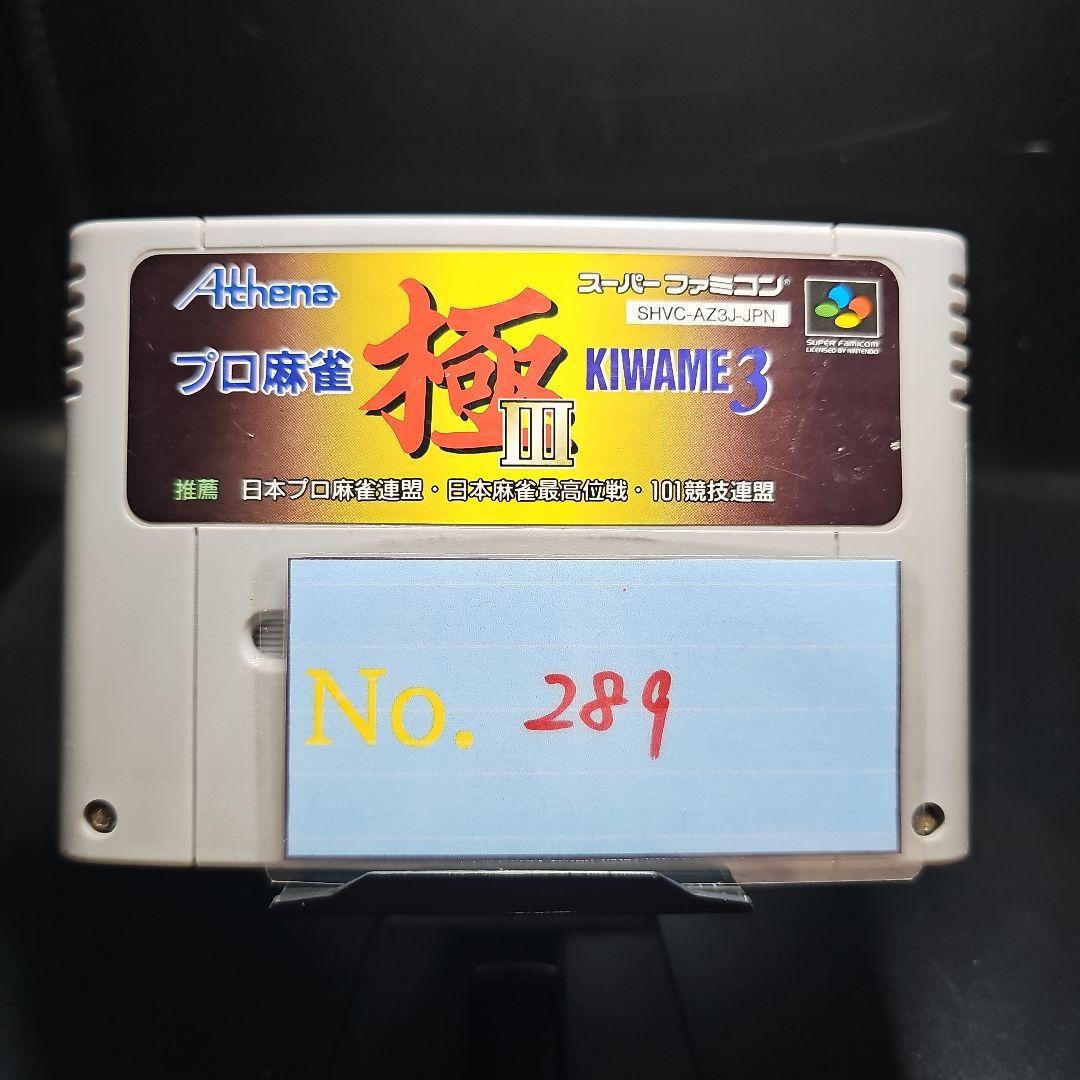 Athena
スーパーファミコン®
SHVC-AZ3J-JPN
SUPER FAMICOM
LICENSED BY NINTENDO
プロ麻雀 極 III KIWAME 3
推薦 日本プロ麻雀連盟・日本麻雀最高位戦・101競技連盟
No. 289